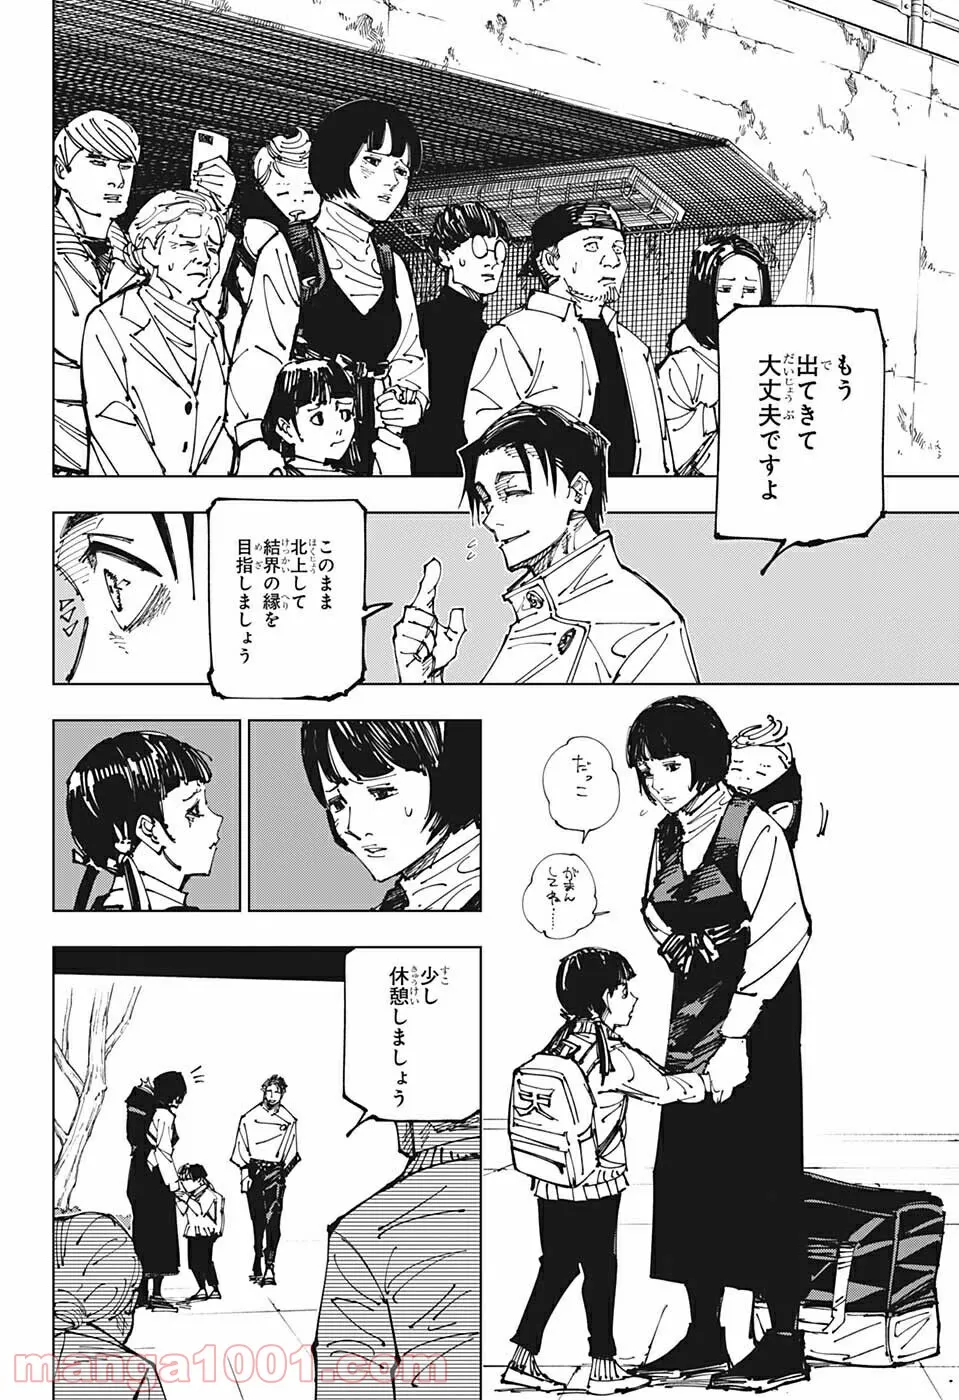 もう
出てきて
大丈夫ですよ
このまま
北上して
結界の縁を
目指しましょう
だっこ
がまん
してね……
天
少し
休憩しましょう
manga1001.com